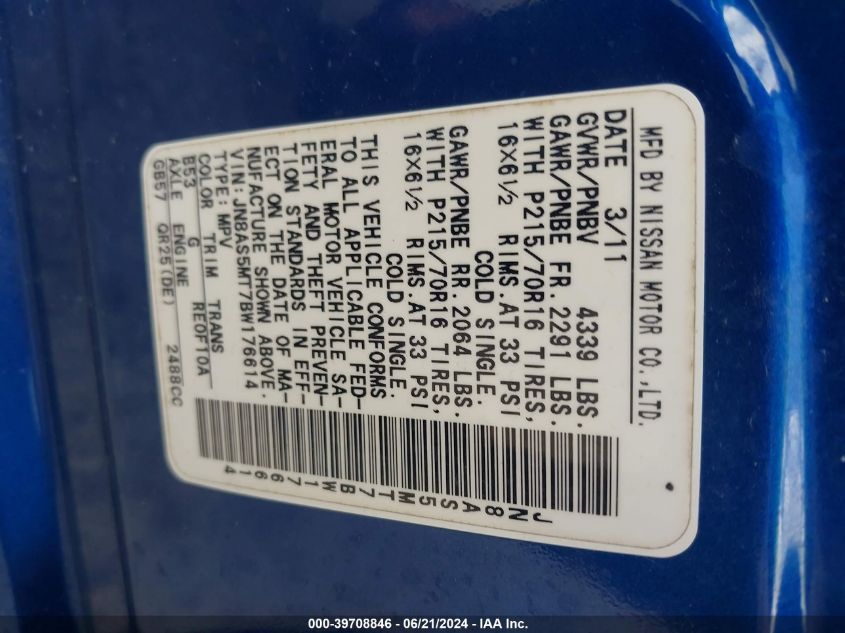 MFD BY NISSAN MOTOR CO.,LTD.
DATE 3/11
GVWR/PNBV 4339 LBS.
GAWR/PNBE FR. 2291 LBS.
WITH P215/70R16 TIRES,
16X6½ RIMS.AT 33 PSI
COLD SINGLE.
GAWR/PNBE RR. 2064 LBS.
WITH P215/70R16 TIRES,
16X6½ RIMS.AT 33 PSI
COLD SINGLE.
THIS VEHICLE CONFORMS
TO ALL APPLICABLE FED-
ERAL MOTOR VEHICLE SA-
FETY AND THEFT PREVEN-
TION STANDARDS IN EFF-
ECT ON THE DATE OF MA-
NUFACTURE SHOWN ABOVE.
VIN:JN8AS5MT7BW176614
TYPE:MPV
COLOR TRIM TRANS
B53 G RE0F10A
AXLE ENGINE
GB57 QR25(DE) 2488CC
JN8AS5MT7BW176614
000-39708846 / 06/21/2024 - IAA Inc.